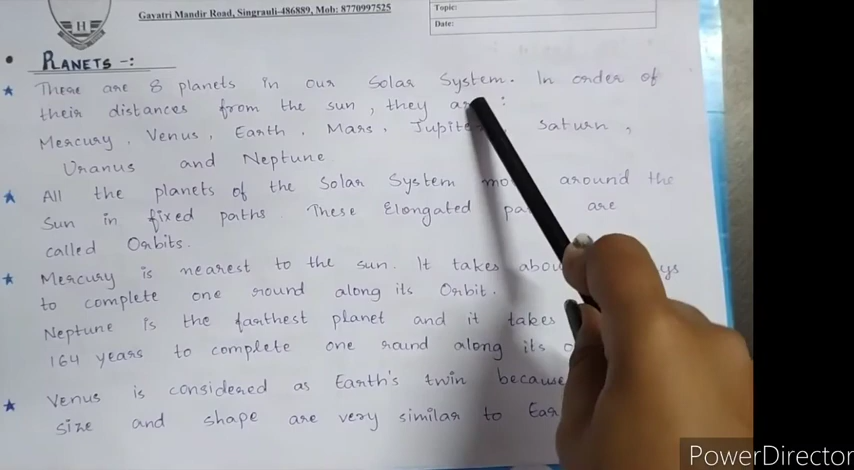 H
Gayatri Mandir Road, Singrauli-486889, Mob: 8770997525
Topic:
Date:
PLANETS -:
There are 8 planets in our Solar System. In order of
their distances from the sun, they are :
Mercury, Venus, Earth, Mars, Jupiter, Saturn,
Uranus and Neptune
All the planets of the Solar System around the
Sun in fixed paths. These Elongated are
called Orbits.
Mercury is nearest to the sun. It takes
to complete one round along its Orbit.
Neptune is the farthest planet and it takes
164 years to complete one round along its
Venus is considered as Earth's twin because
size and shape are very similar to
PowerDirector